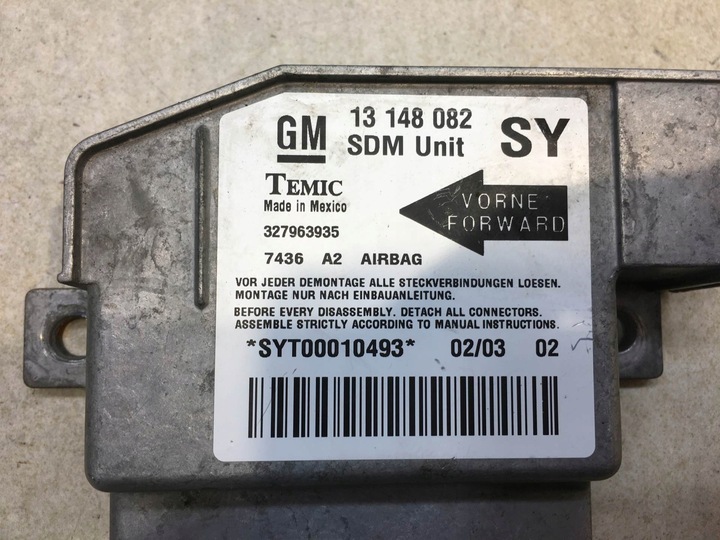 GM 13 148 082 SY
SDM Unit
TEMIC
Made in Mexico
VORNE
FORWARD
327963935
7436 A2 AIRBAG
VOR JEDER DEMONTAGE ALLE STECKVERBINDUNGEN LOESEN.
MONTAGE NUR NACH EINBAUANLEITUNG.
BEFORE EVERY DISASSEMBLY. DETACH ALL CONNECTORS.
ASSEMBLE STRICTLY ACCORDING TO MANUAL INSTRUCTIONS.
*SYT00010493* 02/03 02